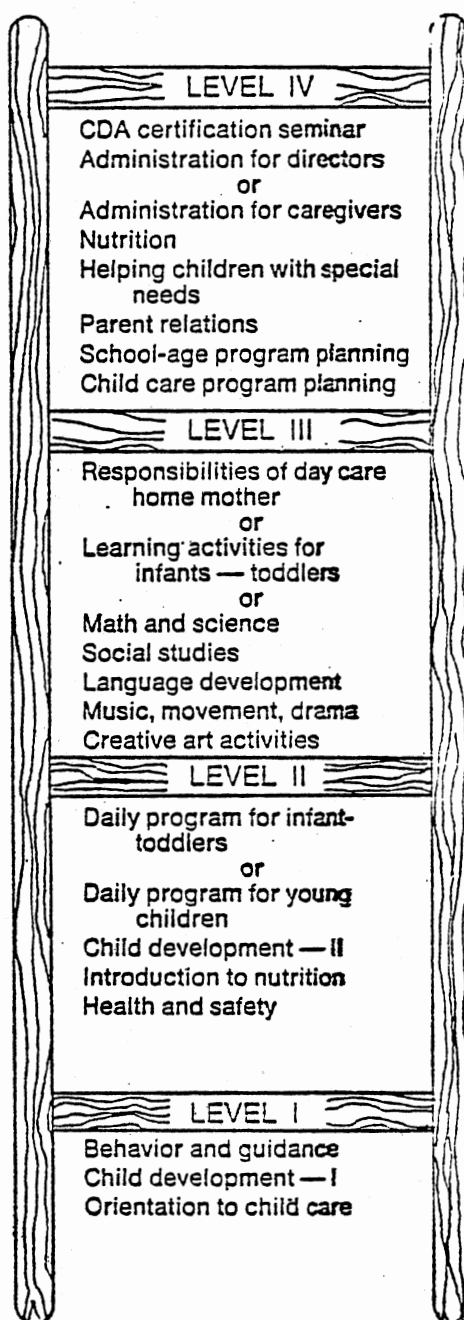 LEVEL IV
CDA certification seminar
Administration for directors
or
Administration for caregivers
Nutrition
Helping children with special
needs
Parent relations
School-age program planning
Child care program planning
LEVEL III
Responsibilities of day care
home mother
or
Learning activities for
infants — toddlers
or
Math and science
Social studies
Language development
Music, movement, drama
Creative art activities
LEVEL II
Daily program for infant-
toddlers
or
Daily program for young
children
Child development — II
Introduction to nutrition
Health and safety
LEVEL I
Behavior and guidance
Child development — I
Orientation to child care